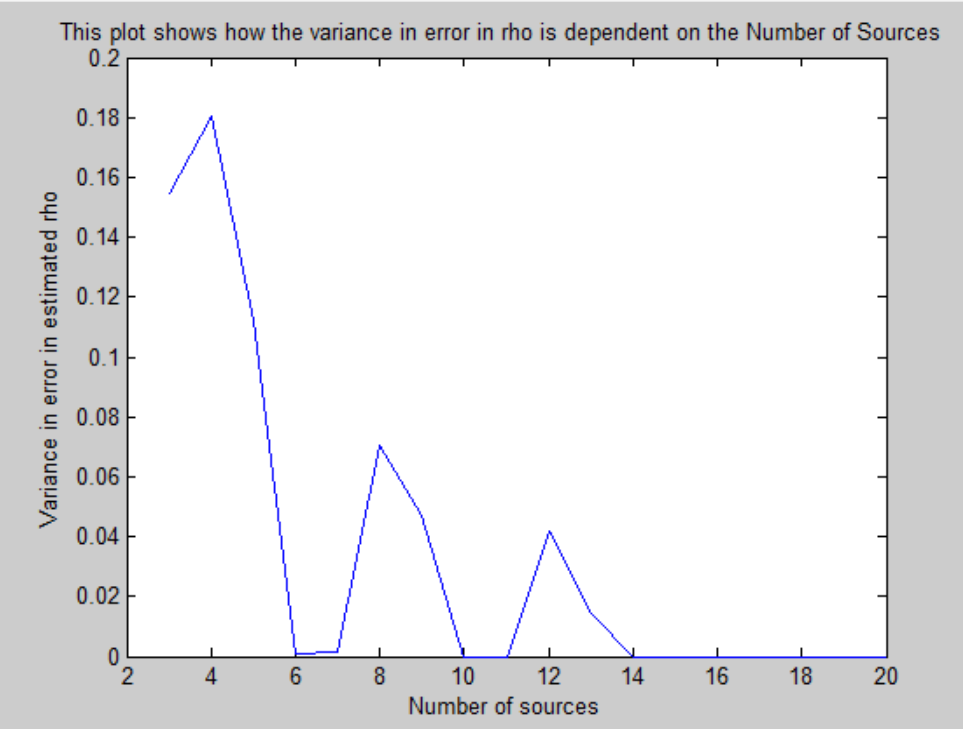 This plot shows how the variance in error in rho is dependent on the Number of Sources
0.2
0.18
0.16
0.14
0.12
0.1
0.08
0.06
0.04
0.02
0
Variance in error in estimated rho
2 4 6 8 10 12 14 16 18 20
Number of sources